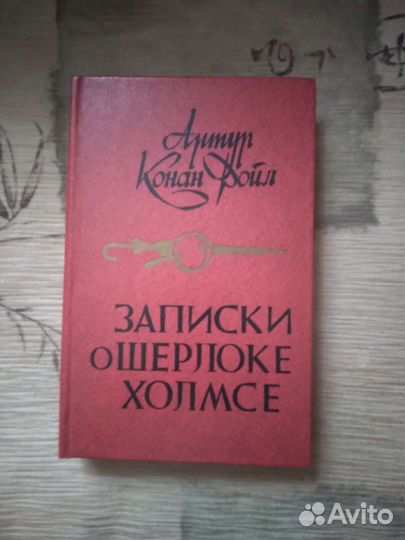 Артур
Конан Дойл
ЗАПИСКИ
о ШЕРЛОКЕ
ХОЛМСЕ
Avito